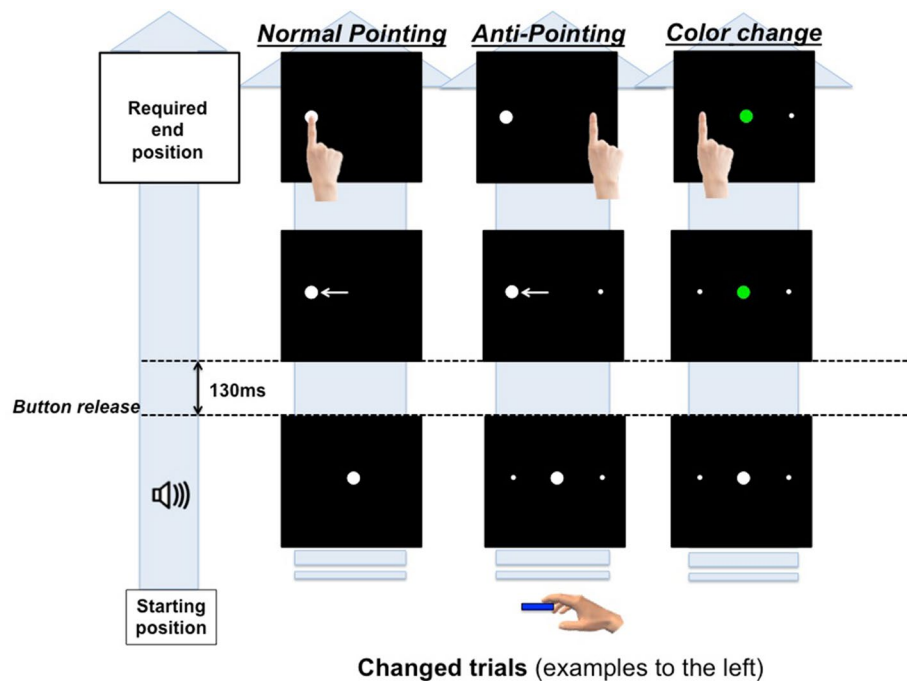 Normal Pointing
Anti-Pointing
Color change
Required
end
position
130ms
Button release
Starting
position
Changed trials (examples to the left)